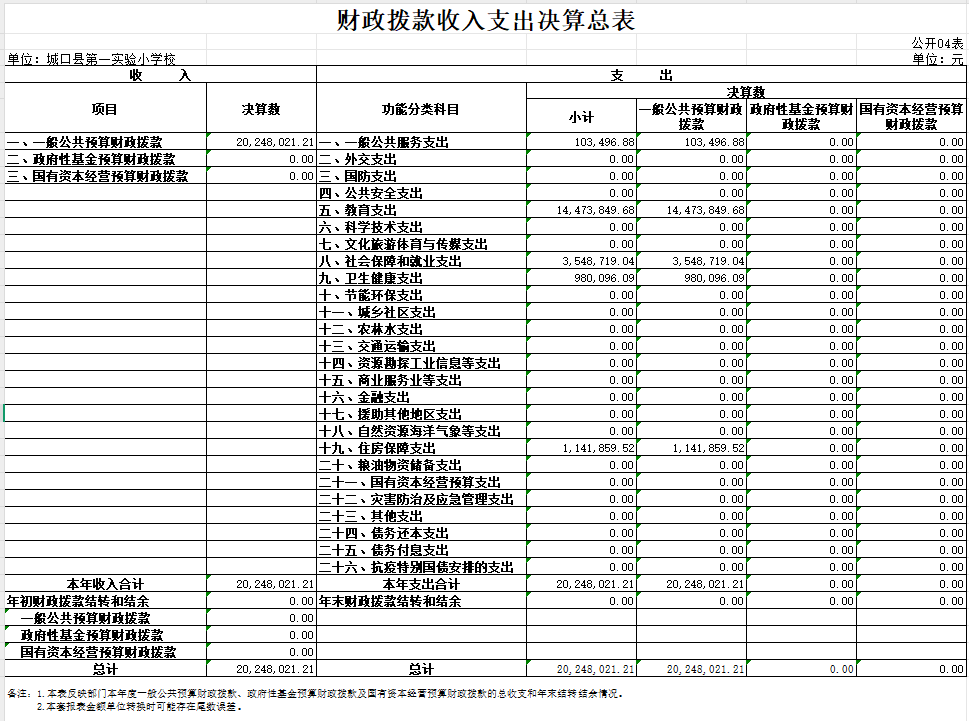 财政拨款收入支出决算总表
公开04表
单位：城口县第一实验小学校 单位：元
收 入 支 出
项目 决算数 功能分类科目 决算数
小计 一般公共预算财政拨款 政府性基金预算财政拨款 国有资本经营预算财政拨款
一、一般公共预算财政拨款 20,248,021.21 一、一般公共服务支出 103,496.88 103,496.88 0.00 0.00
二、政府性基金预算财政拨款 0.00 二、外交支出 0.00 0.00 0.00 0.00
三、国有资本经营预算财政拨款 0.00 三、国防支出 0.00 0.00 0.00 0.00
四、公共安全支出 0.00 0.00 0.00 0.00
五、教育支出 14,473,849.68 14,473,849.68 0.00 0.00
六、科学技术支出 0.00 0.00 0.00 0.00
七、文化旅游体育与传媒支出 0.00 0.00 0.00 0.00
八、社会保障和就业支出 3,548,719.04 3,548,719.04 0.00 0.00
九、卫生健康支出 980,096.09 980,096.09 0.00 0.00
十、节能环保支出 0.00 0.00 0.00 0.00
十一、城乡社区支出 0.00 0.00 0.00 0.00
十二、农林水支出 0.00 0.00 0.00 0.00
十三、交通运输支出 0.00 0.00 0.00 0.00
十四、资源勘探工业信息等支出 0.00 0.00 0.00 0.00
十五、商业服务业等支出 0.00 0.00 0.00 0.00
十六、金融支出 0.00 0.00 0.00 0.00
十七、援助其他地区支出 0.00 0.00 0.00 0.00
十八、自然资源海洋气象等支出 0.00 0.00 0.00 0.00
十九、住房保障支出 1,141,859.52 1,141,859.52 0.00 0.00
二十、粮油物资储备支出 0.00 0.00 0.00 0.00
二十一、国有资本经营预算支出 0.00 0.00 0.00 0.00
二十二、灾害防治及应急管理支出 0.00 0.00 0.00 0.00
二十三、其他支出 0.00 0.00 0.00 0.00
二十四、债务还本支出 0.00 0.00 0.00 0.00
二十五、债务付息支出 0.00 0.00 0.00 0.00
二十六、抗疫特别国债安排的支出 0.00 0.00 0.00 0.00
本年收入合计 20,248,021.21 本年支出合计 20,248,021.21 20,248,021.21 0.00 0.00
年初财政拨款结转和结余 0.00 年末财政拨款结转和结余 0.00 0.00 0.00 0.00
一般公共预算财政拨款 0.00
政府性基金预算财政拨款 0.00
国有资本经营预算财政拨款 0.00
总计 20,248,021.21 总计 20,248,021.21 20,248,021.21 0.00 0.00
备注：1.本表反映部门本年度一般公共预算财政拨款、政府性基金预算财政拨款及国有资本经营预算财政拨款的总收支和年末结转结余情况。
2.本套报表金额单位转换时可能存在尾数误差。